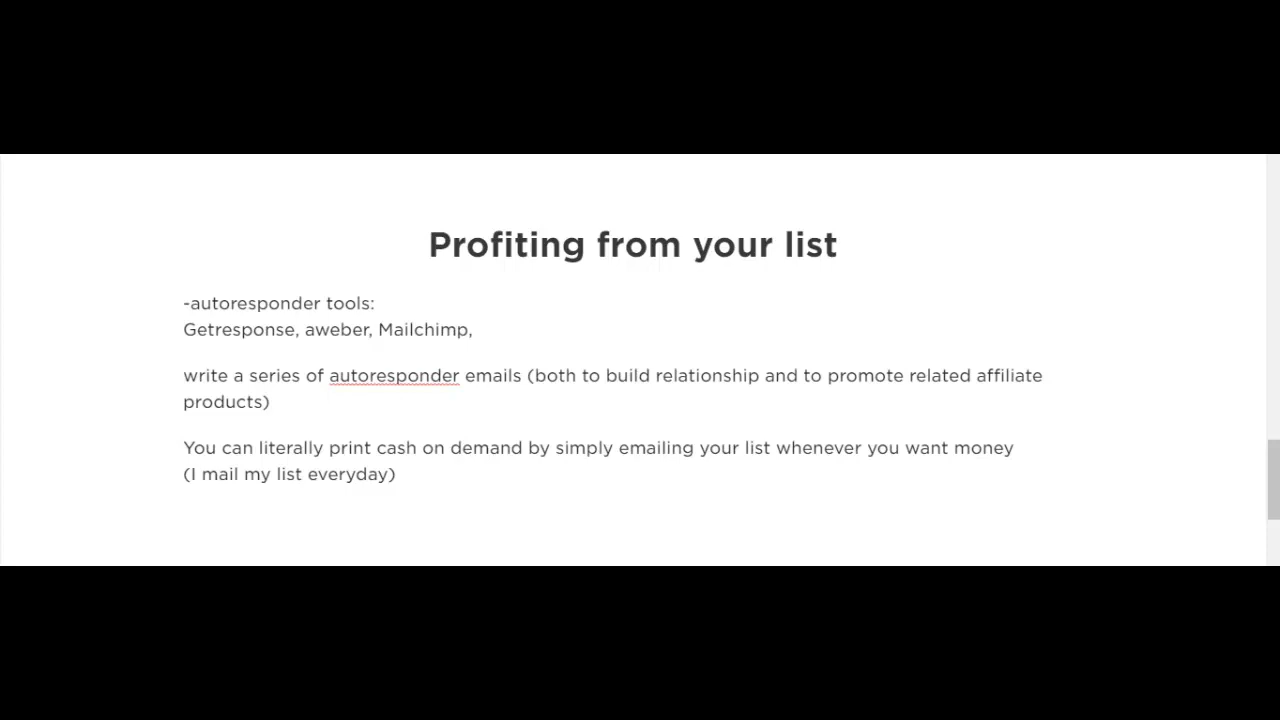 Profiting from your list
-autoresponder tools:
Getresponse, aweber, Mailchimp,
write a series of autoresponder emails (both to build relationship and to promote related affiliate
products)
You can literally print cash on demand by simply emailing your list whenever you want money
(I mail my list everyday)